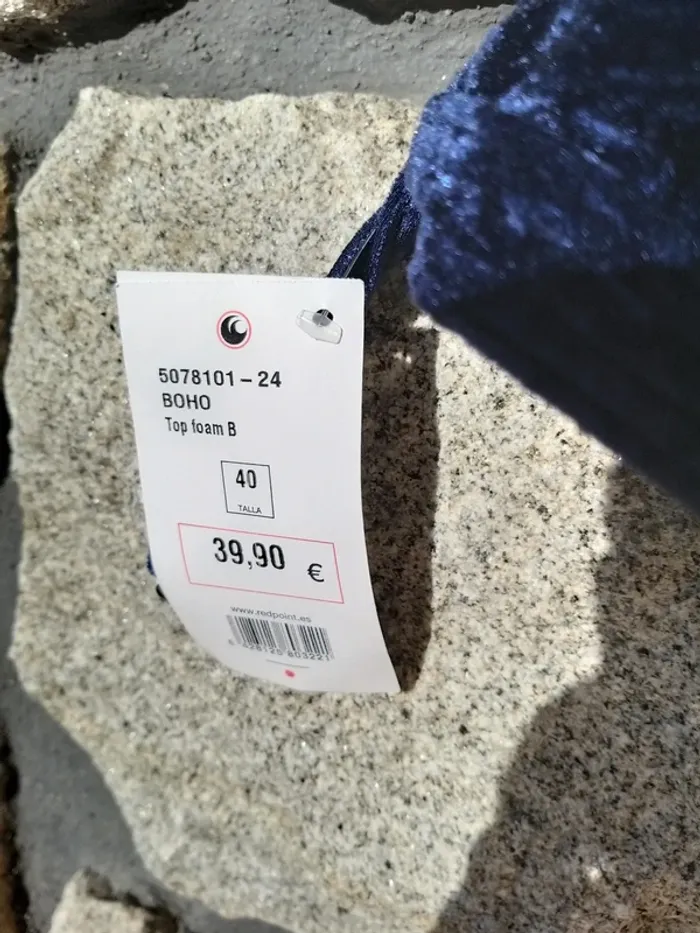 5078101-24
BOHO
Top foam B
40
TALLA
39,90 €
www.redpoint.es